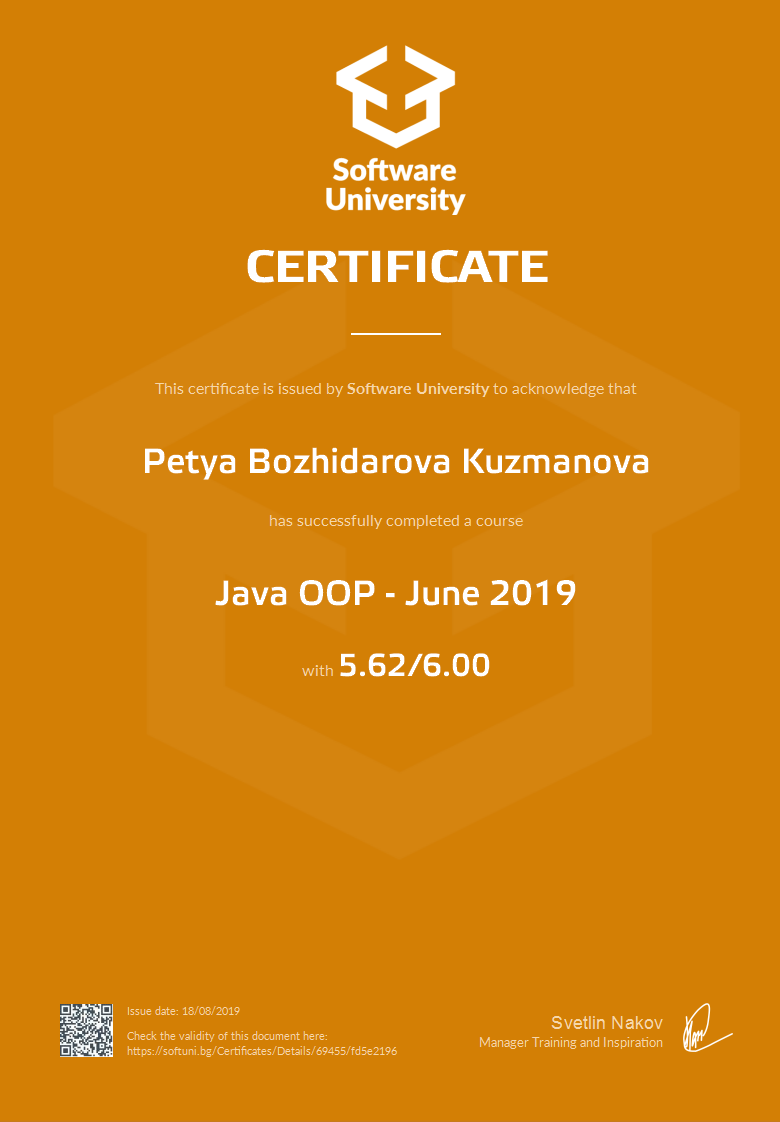 Software
University
CERTIFICATE
This certificate is issued by Software University to acknowledge that
Petya Bozhidarova Kuzmanova
has successfully completed a course
Java OOP - June 2019
with 5.62/6.00
Issue date: 18/08/2019
Check the validity of this document here:
https://softuni.bg/Certificates/Details/69455/fd5e2196
Svetlin Nakov
Manager Training and Inspiration